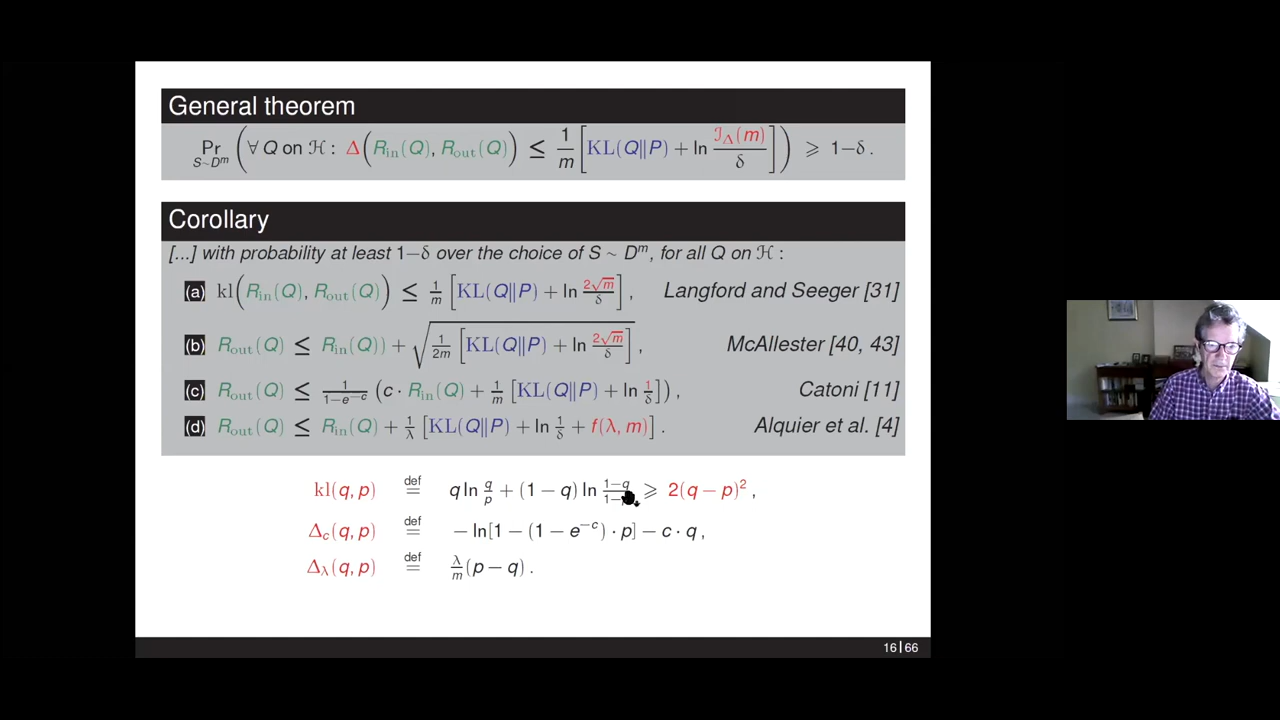 General theorem
Pr S∼Dᵐ (∀ Q on ℋ : Δ(R_in(Q), R_out(Q)) ≤ 1/m [KL(Q‖P) + ln ℐ_Δ(m)/δ]) ⩾ 1−δ .
Corollary
[...] with probability at least 1−δ over the choice of S ∼ Dᵐ, for all Q on ℋ :
(a) kl(R_in(Q), R_out(Q)) ≤ 1/m [KL(Q‖P) + ln 2√m/δ] , Langford and Seeger [31]
(b) R_out(Q) ≤ R_in(Q)) + √(1/2m [KL(Q‖P) + ln 2√m/δ]) , McAllester [40, 43]
(c) R_out(Q) ≤ 1/(1−e⁻ᶜ) (c · R_in(Q) + 1/m [KL(Q‖P) + ln 1/δ]) , Catoni [11]
(d) R_out(Q) ≤ R_in(Q) + 1/λ [KL(Q‖P) + ln 1/δ + f(λ, m)] . Alquier et al. [4]
kl(q, p) def= q ln q/p + (1 − q) ln 1−q/1− ⩾ 2(q − p)² ,
Δ_c(q, p) def= − ln[1 − (1 − e⁻ᶜ) · p] − c · q ,
Δ_λ(q, p) def= λ/m (p − q) .
16|66